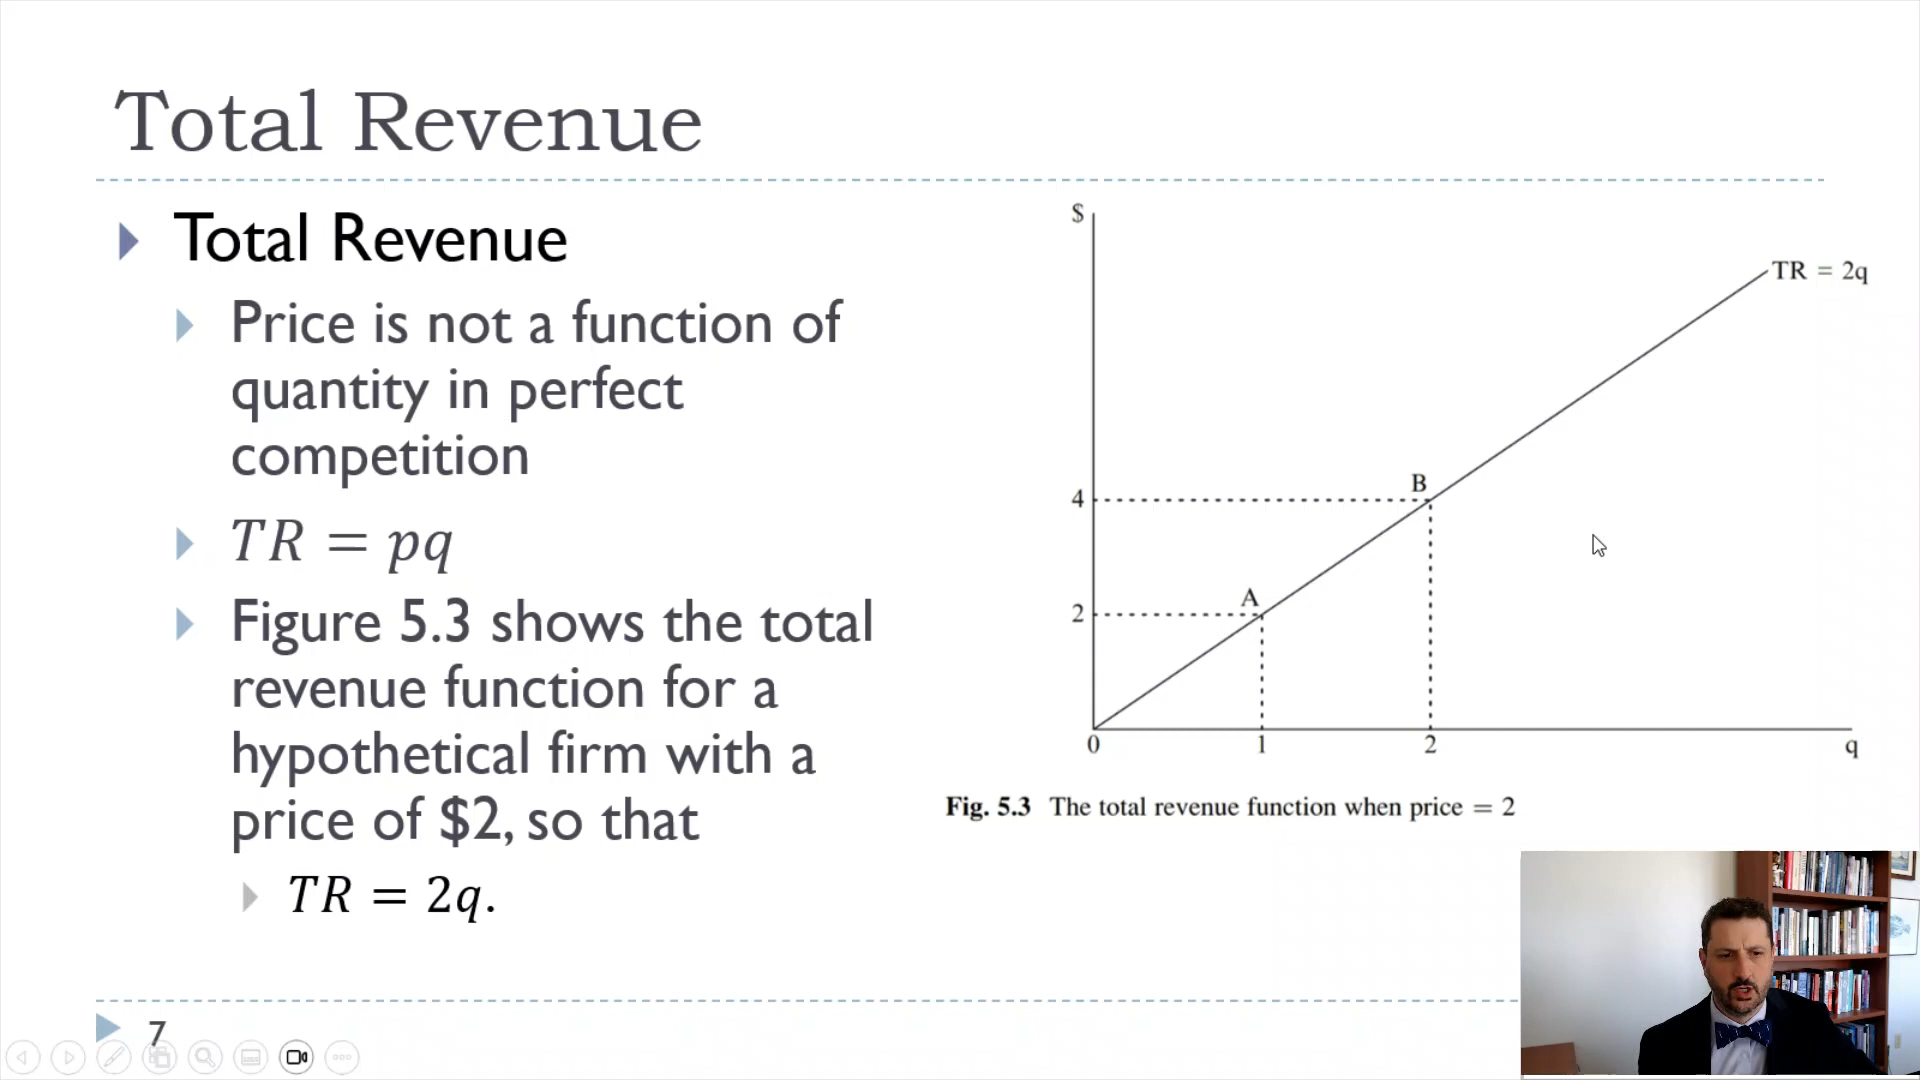 Total Revenue
Total Revenue
Price is not a function of
quantity in perfect
competition
TR = pq
Figure 5.3 shows the total
revenue function for a
hypothetical firm with a
price of $2, so that
TR = 2q.
$
TR = 2q
B
4
A
2
0 1 2 q
Fig. 5.3 The total revenue function when price = 2
7